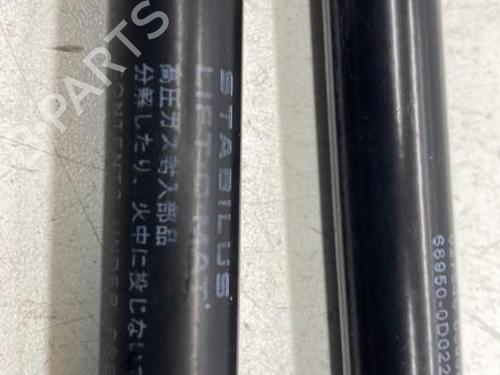 STABILUS
LIFT-O-MAT
高圧ガス封入部品
分解したり、火中に投じない
CONTENTS UNDER PRE
68950-0D022
B-PARTS